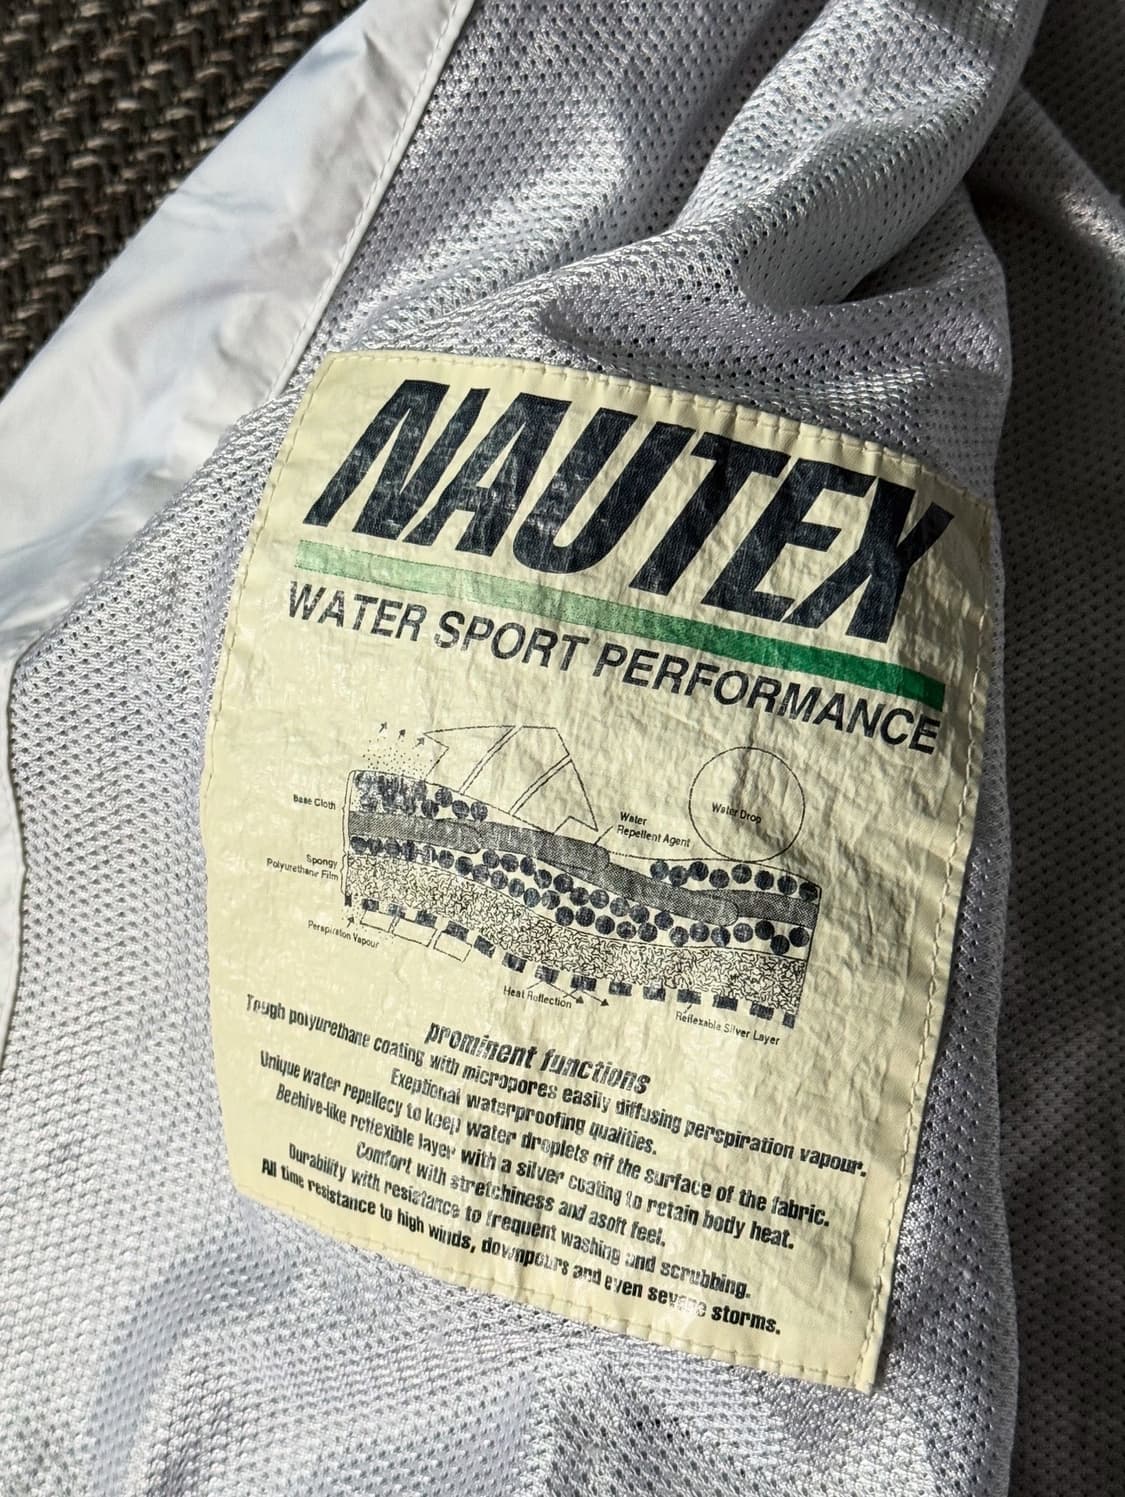 NAUTEX
WATER SPORT PERFORMANCE
Base Cloth
Water
Repellent Agent
Water Drop
Spongy
Polyurethane Film
Perspiration Vapour
Heat Reflection
Reflexable Silver Layer
prominent functions
Tough polyurethane coating with micropores easily diffusing perspiration vapour.
Exeptional waterproofing qualities.
Unique water repellecy to keep water droplets off the surface of the fabric.
Beehive-like reflexible layer with a silver coating to retain body heat.
Comfort with stretchiness and asoft feel.
Durability with resistance to frequent washing and scrubbing.
All time resistance to high winds, downpours and even severe storms.